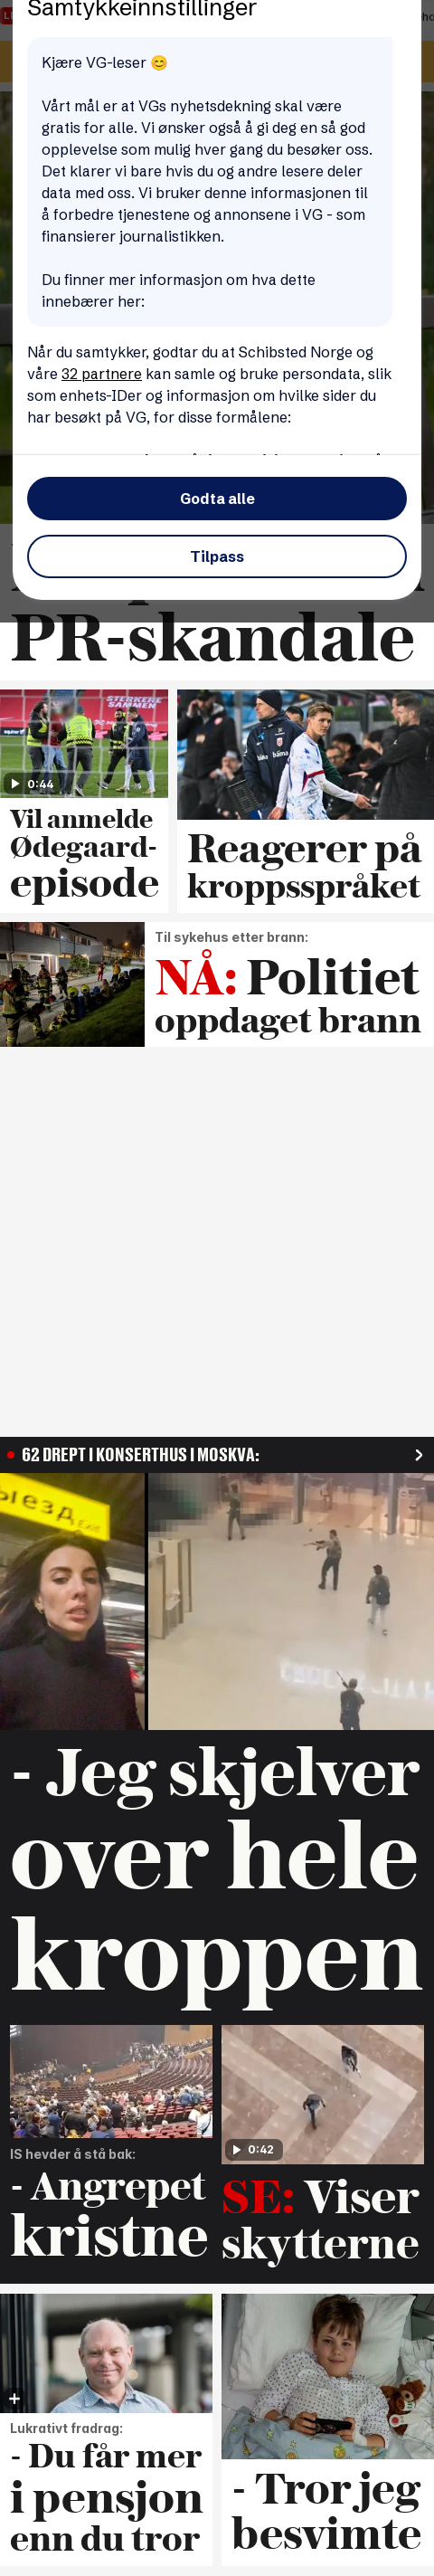 Samtykkeinnstillinger
Kjære VG-leser 😊
Vårt mål er at VGs nyhetsdekning skal være
gratis for alle. Vi ønsker også å gi deg en så god
opplevelse som mulig hver gang du besøker oss.
Det klarer vi bare hvis du og andre lesere deler
data med oss. Vi bruker denne informasjonen til
å forbedre tjenestene og annonsene i VG - som
finansierer journalistikken.
Du finner mer informasjon om hva dette
innebærer her:
Når du samtykker, godtar du at Schibsted Norge og
våre 32 partnere kan samle og bruke persondata, slik
som enhets-IDer og informasjon om hvilke sider du
har besøkt på VG, for disse formålene:
Godta alle
Tilpass
PR-skandale
STERKERE
SAMMEN
0:44
Vil anmelde
Ødegaard-
episode
Reagerer på
kroppsspråket
Til sykehus etter brann:
NÅ: Politiet
oppdaget brann
62 DREPT I KONSERTHUS I MOSKVA:
ыезд
Exit
- Jeg skjelver
over hele
kroppen
IS hevder å stå bak:
- Angrepet
kristne
0:42
SE: Viser
skytterne
Lukrativt fradrag:
- Du får mer
i pensjon
enn du tror
- Tror jeg
besvimte